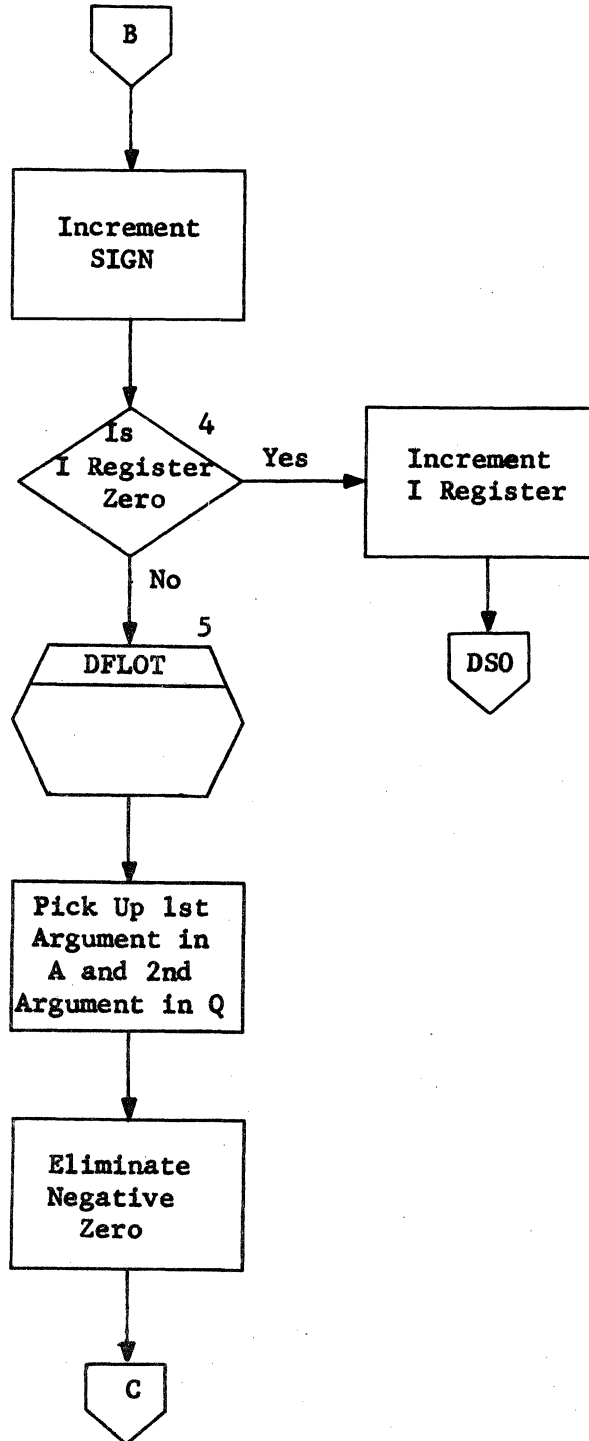 B
Increment
SIGN
4
Is
I Register
Zero
Yes
Increment
I Register
No
DSO
5
DFLOT
Pick Up 1st
Argument in
A and 2nd
Argument in Q
Eliminate
Negative
Zero
C